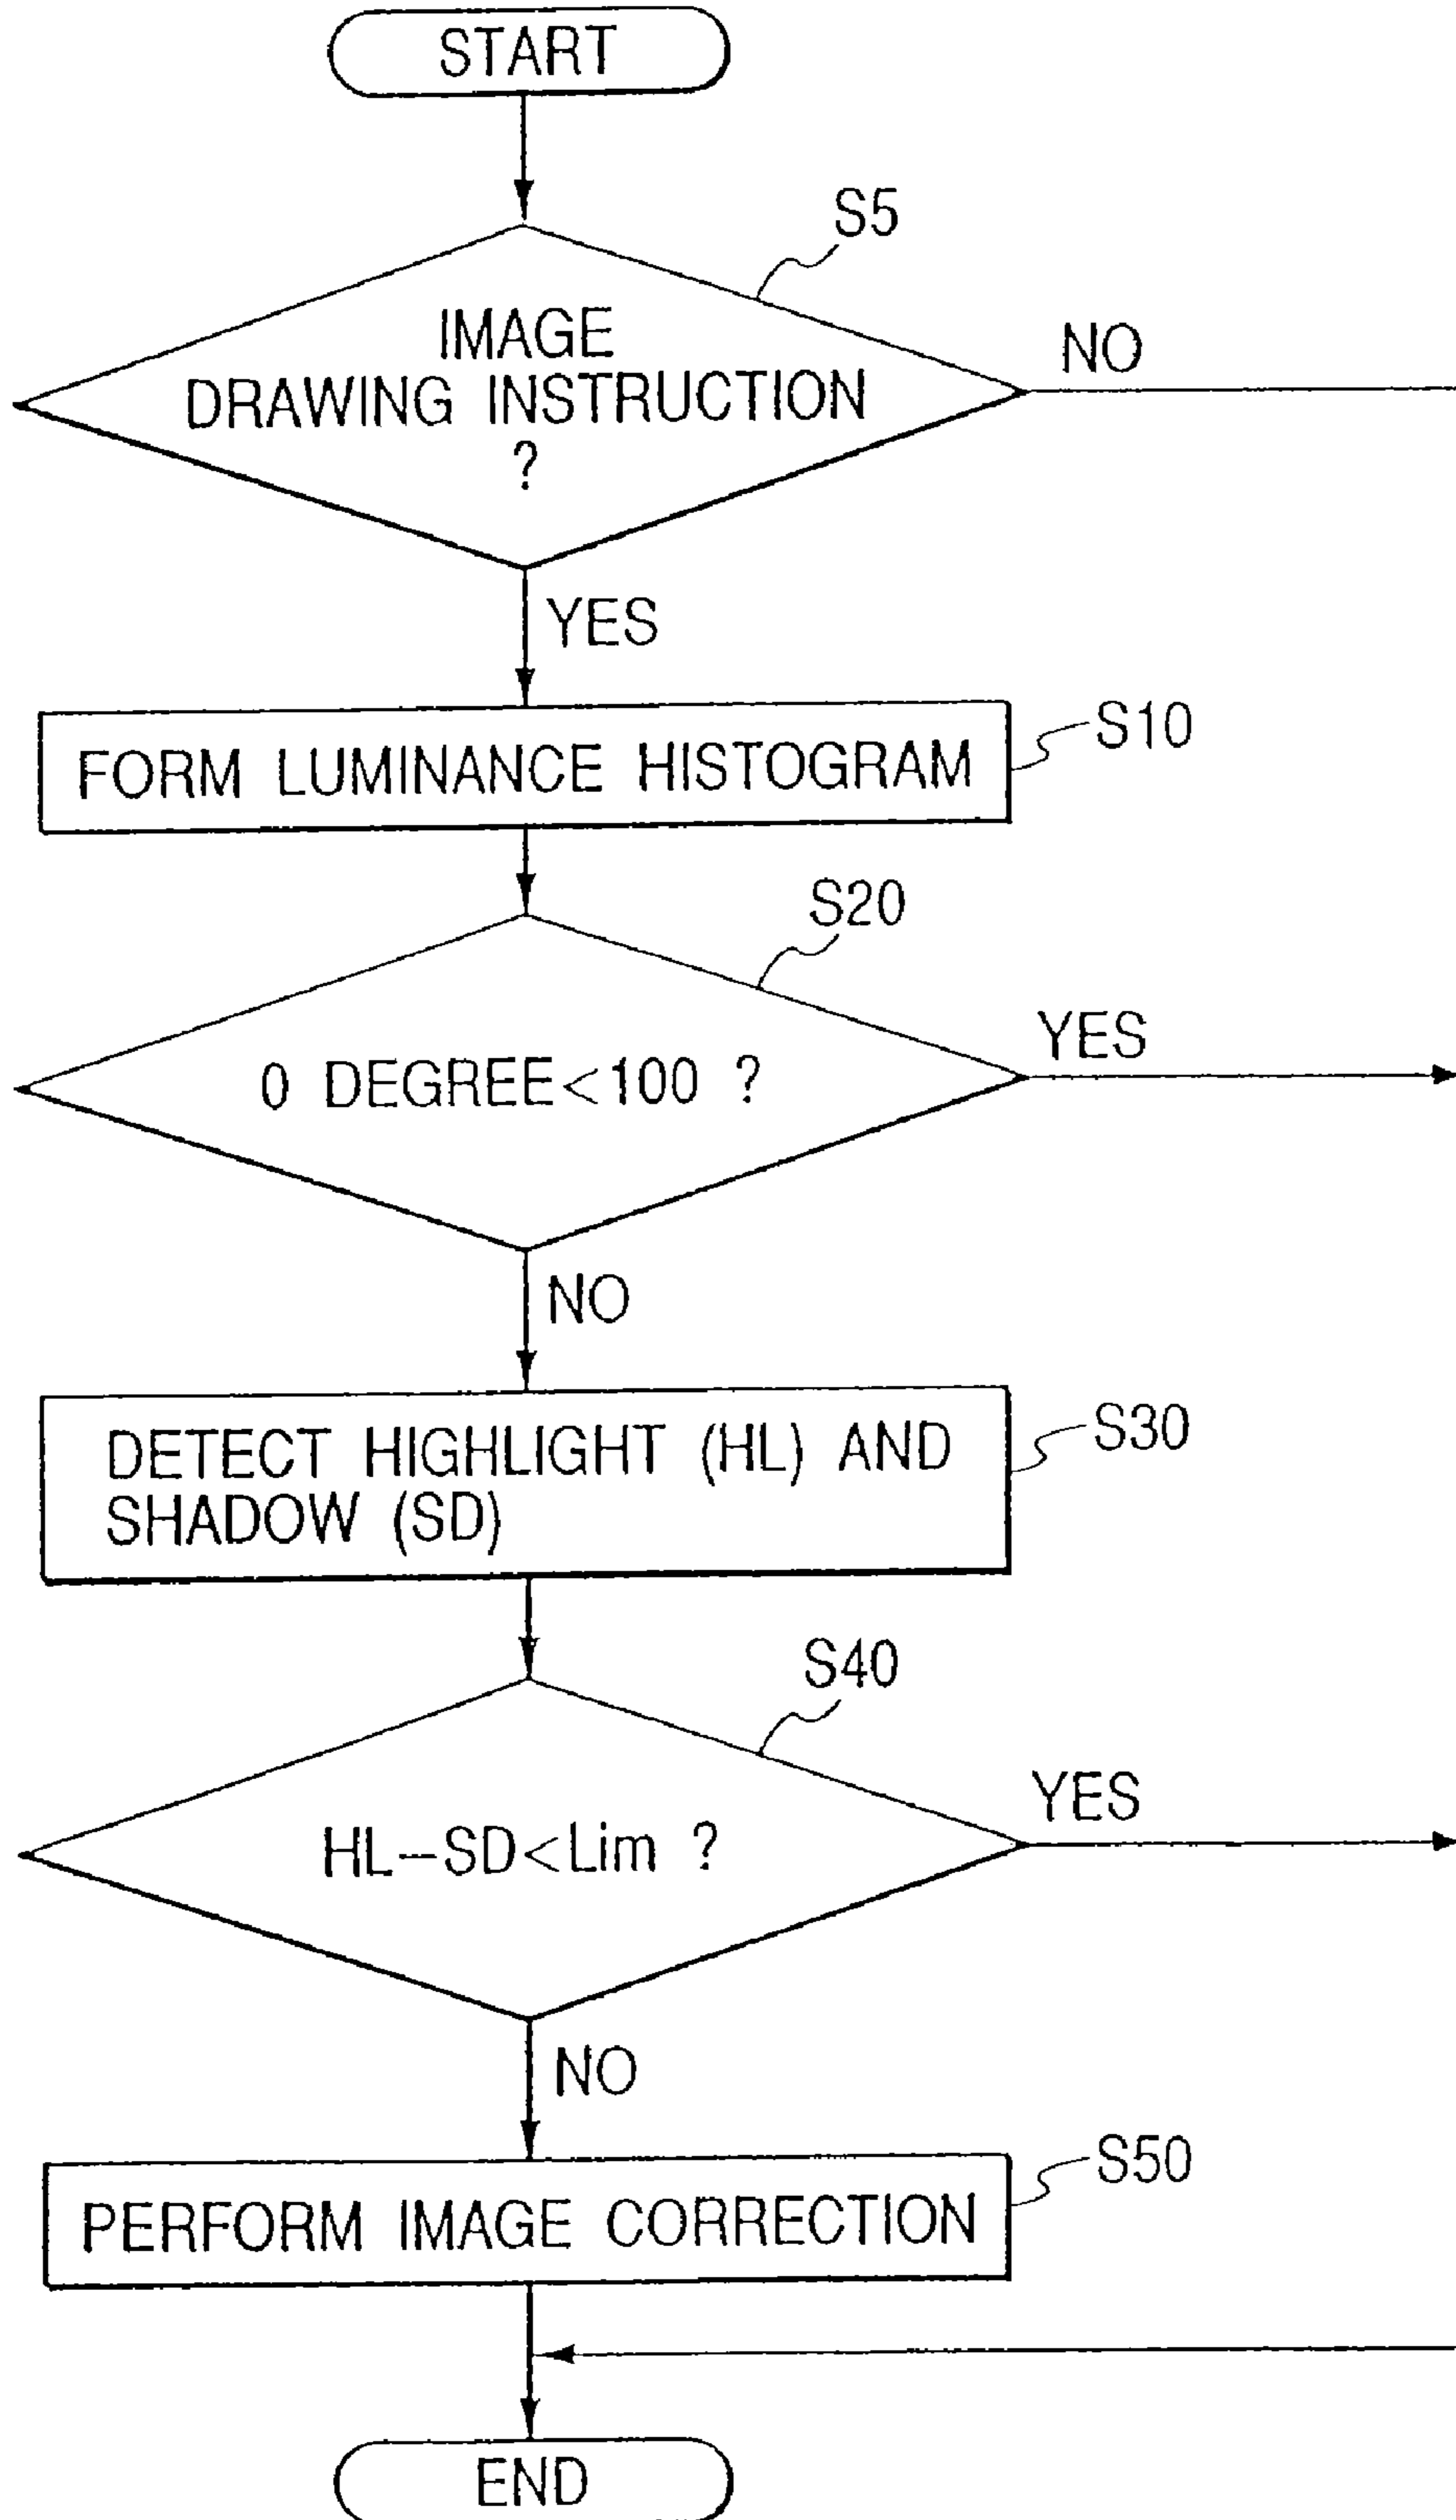 START
S5
IMAGE
DRAWING INSTRUCTION
?
NO
YES
FORM LUMINANCE HISTOGRAM
S10
S20
0 DEGREE<100 ?
YES
NO
DETECT HIGHLIGHT (HL) AND
SHADOW (SD)
S30
S40
HL-SD<Lim ?
YES
NO
PERFORM IMAGE CORRECTION
S50
END